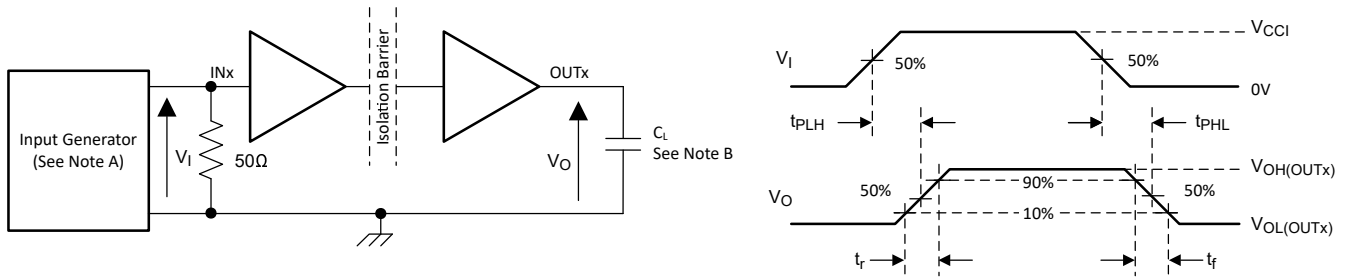 Input Generator
(See Note A)
V_I
INx
50Ω
Isolation Barrier
OUTx
V_O
C_L
See Note B
V_I
50%
50%
V_CCI
0V
t_PLH
t_PHL
V_O
50%
90%
50%
10%
V_OH(OUTx)
V_OL(OUTx)
t_r
t_f